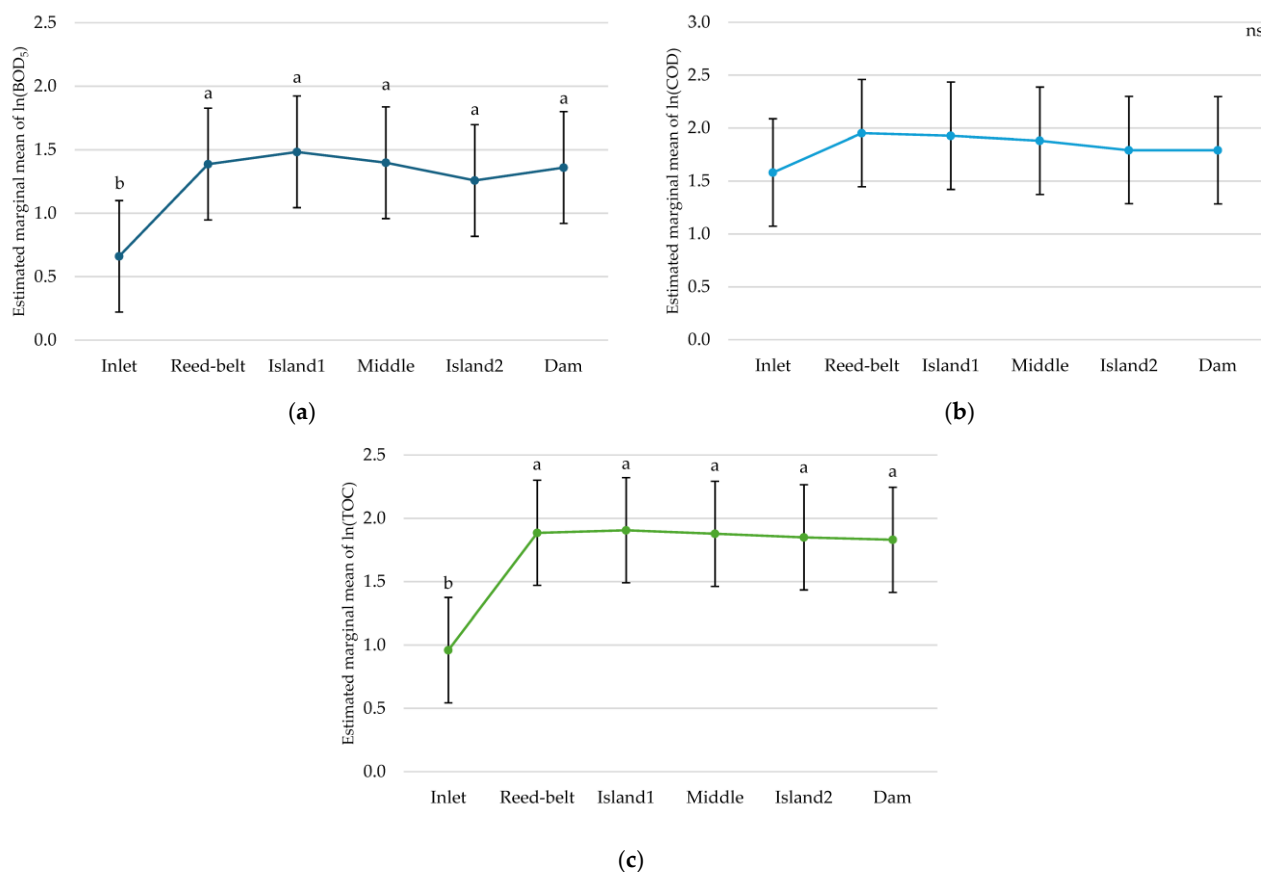 Estimated marginal mean of ln(BOD₅)
2.5
2.0
1.5
1.0
0.5
0.0
b
a
a
a
a
a
Inlet Reed-belt Island1 Middle Island2 Dam
(a)
Estimated marginal mean of ln(COD)
3.0
2.5
2.0
1.5
1.0
0.5
0.0
ns
Inlet Reed-belt Island1 Middle Island2 Dam
(b)
Estimated marginal mean of ln(TOC)
2.5
2.0
1.5
1.0
0.5
0.0
b
a
a
a
a
a
Inlet Reed-belt Island1 Middle Island2 Dam
(c)